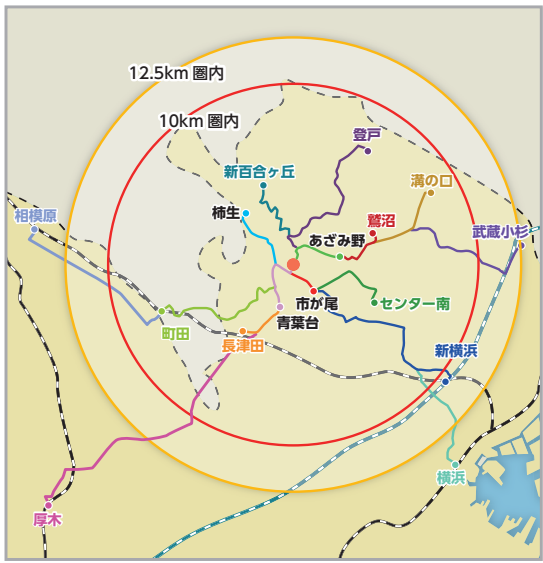 12.5km 圏内
10km 圏内
登戸
新百合ヶ丘
溝の口
柿生
相模原
鷺沼
あざみ野
武蔵小杉
市が尾
センター南
青葉台
町田
長津田
新横浜
横浜
厚木